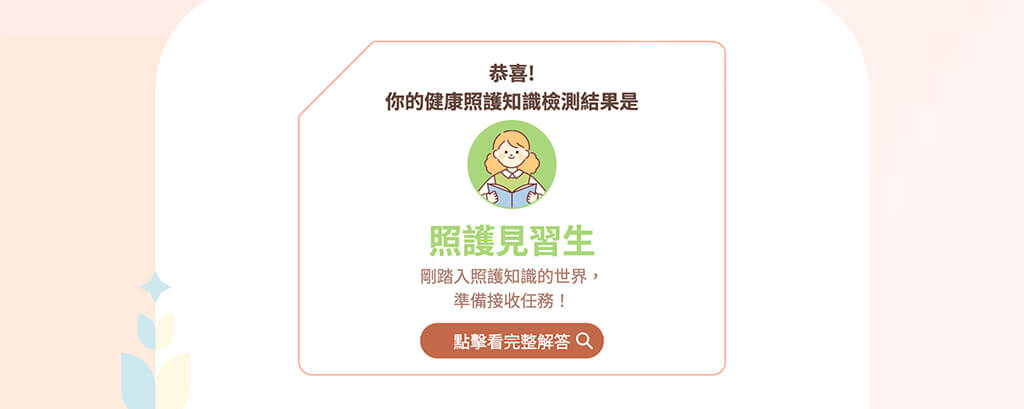 恭喜!
你的健康照護知識檢測結果是
照護見習生
剛踏入照護知識的世界，
準備接收任務！
點擊看完整解答